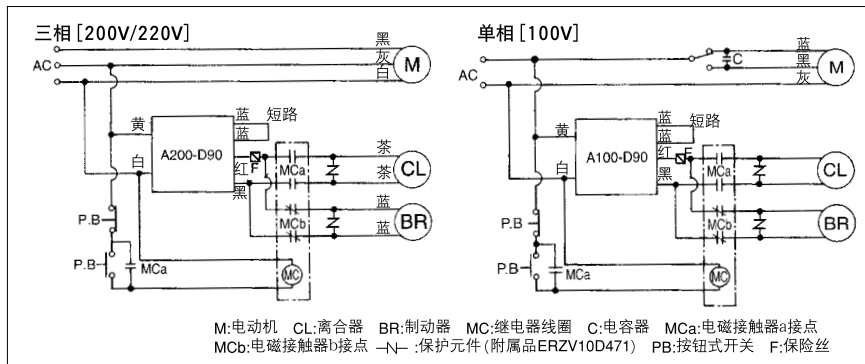 三相[200V/220V]
黑
灰
白
AC
M
黄
蓝
短路
蓝
A200-D90
白
红
F
黑
MCa
茶
茶
CL
蓝
MCb
蓝
BR
P.B
P.B
MCa
MC
单相[100V]
蓝
C
黑
灰
AC
M
黄
蓝
短路
蓝
A100-D90
白
红
F
黑
MCa
CL
MCb
BR
P.B
P.B
MCa
MC
M:电动机 CL:离合器 BR:制动器 MC:继电器线圈 C:电容器 MCa:电磁接触器a接点
MCb:电磁接触器b接点 :保护元件(附属品ERZV10D471) PB:按钮式开关 F:保险丝